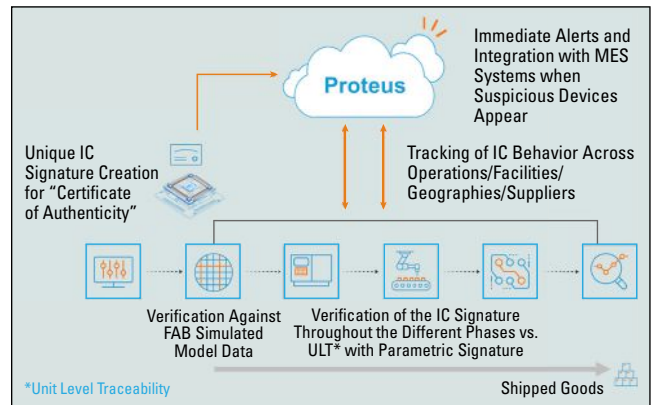 Proteus
Immediate Alerts and
Integration with MES
Systems when
Suspicious Devices
Appear
Unique IC
Signature Creation
for “Certificate
of Authenticity”
Tracking of IC Behavior Across
Operations/Facilities/
Geographies/Suppliers
Verification Against
FAB Simulated
Model Data
Verification of the IC Signature
Throughout the Different Phases vs.
ULT* with Parametric Signature
*Unit Level Traceability
Shipped Goods